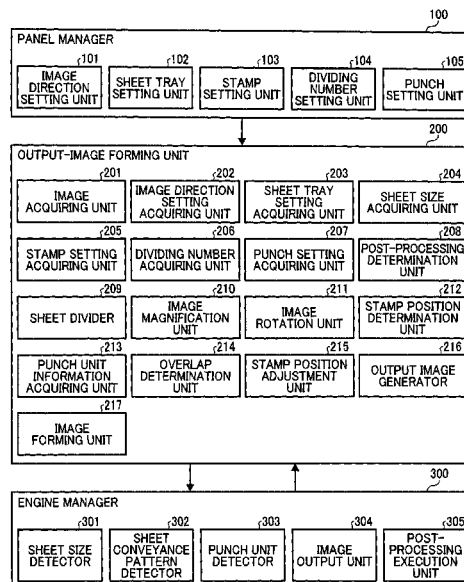 100
PANEL MANAGER
101 102 103 104 105
IMAGE DIRECTION SETTING UNIT
SHEET TRAY SETTING UNIT
STAMP SETTING UNIT
DIVIDING NUMBER SETTING UNIT
PUNCH SETTING UNIT
200
OUTPUT-IMAGE FORMING UNIT
201 202 203 204
IMAGE ACQUIRING UNIT
IMAGE DIRECTION SETTING ACQUIRING UNIT
SHEET TRAY SETTING ACQUIRING UNIT
SHEET SIZE ACQUIRING UNIT
205 206 207 208
STAMP SETTING ACQUIRING UNIT
DIVIDING NUMBER ACQUIRING UNIT
PUNCH SETTING ACQUIRING UNIT
POST-PROCESSING DETERMINATION UNIT
209 210 211 212
SHEET DIVIDER
IMAGE MAGNIFICATION UNIT
IMAGE ROTATION UNIT
STAMP POSITION DETERMINATION UNIT
213 214 215 216
PUNCH UNIT INFORMATION ACQUIRING UNIT
OVERLAP DETERMINATION UNIT
STAMP POSITION ADJUSTMENT UNIT
OUTPUT IMAGE GENERATOR
217
IMAGE FORMING UNIT
300
ENGINE MANAGER
301 302 303 304 305
SHEET SIZE DETECTOR
SHEET CONVEYANCE PATTERN DETECTOR
PUNCH UNIT DETECTOR
IMAGE OUTPUT UNIT
POST-PROCESSING EXECUTION UNIT